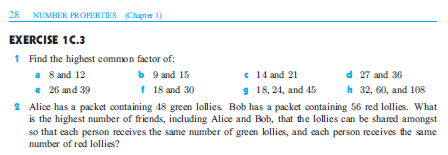 28 NUMBER PROPERTIES (Chapter 1)
EXERCISE 1C.3
1 Find the highest common factor of:
a 8 and 12 b 9 and 15 c 14 and 21 d 27 and 36
e 26 and 39 f 18 and 30 g 18, 24, and 45 h 32, 60, and 108
2 Alice has a packet containing 48 green lollies. Bob has a packet containing 56 red lollies. What
is the highest number of friends, including Alice and Bob, that the lollies can be shared amongst
so that each person receives the same number of green lollies, and each person receives the same
number of red lollies?